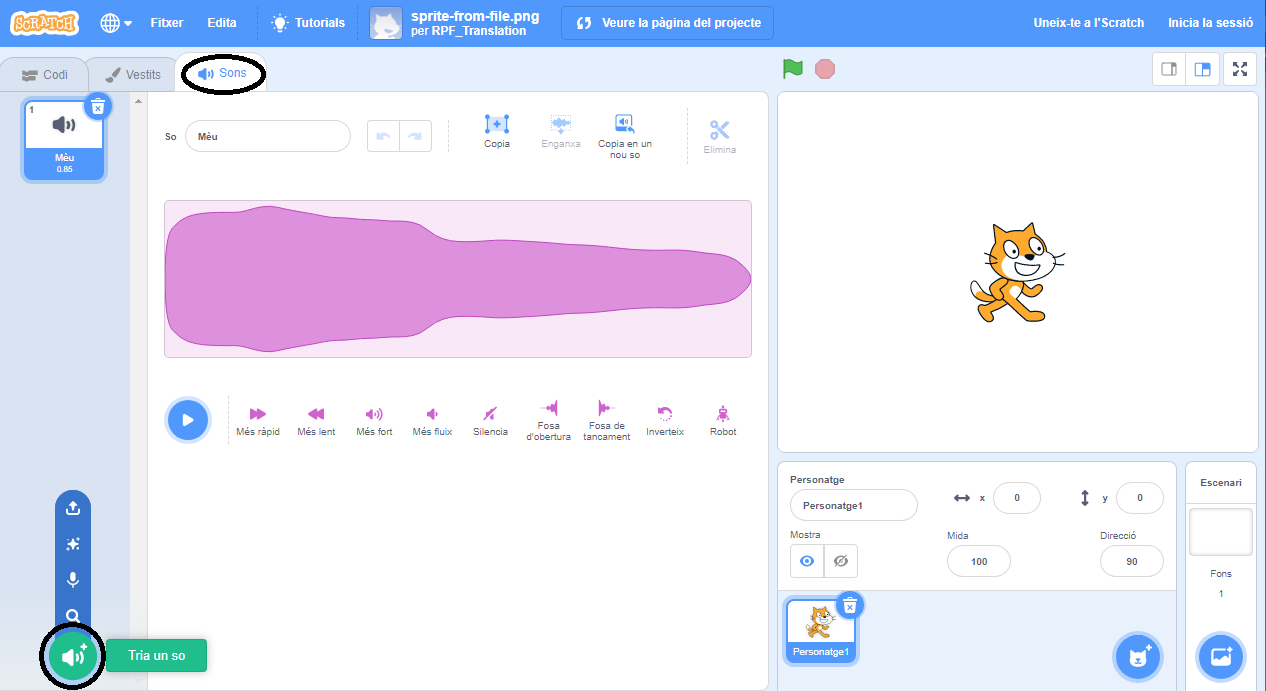 SCRATCH
Fitxer
Edita
Tutorials
sprite-from-file.png
per RPF_Translation
Veure la pàgina del projecte
Uneix-te a l'Scratch
Inicia la sessió
Codi
Vestits
Sons
1
Mèu
0.85
So
Mèu
Copia
Enganxa
Copia en un
nou so
Elimina
Més ràpid
Més lent
Més fort
Més fluix
Silencia
Fosa
d'obertura
Fosa de
tancament
Inverteix
Robot
Tria un so
Personatge
Personatge1
x
0
y
0
Mostra
Mida
100
Direcció
90
Personatge1
Escenari
Fons
1